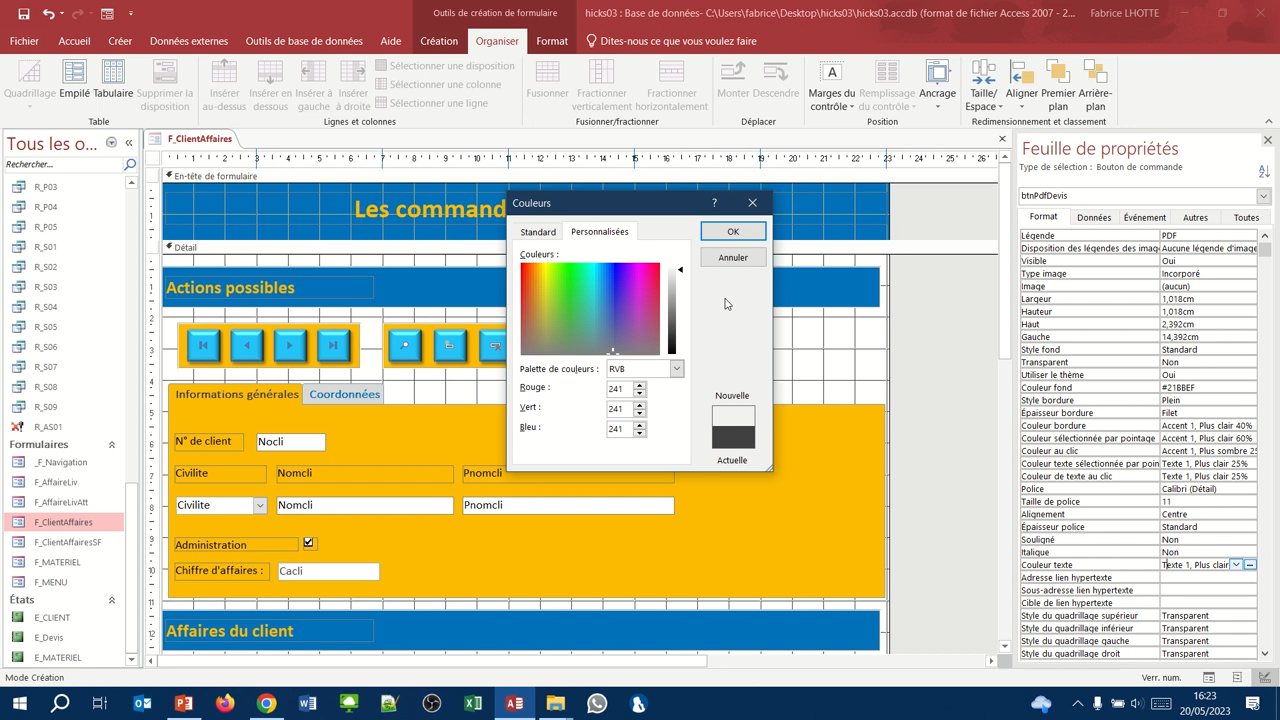 Outils de création de formulaire
hicks03 : Base de données- C:\Users\fabrice\Desktop\hicks03\hicks03.accdb (format de fichier Access 2007 - 2...
Fabrice LHOTTE
Fichier Accueil Créer Données externes Outils de base de données Aide Création Organiser Format Dites-nous ce que vous voulez faire
Quadrillage
Empilé
Tabulaire
Supprimer la disposition
Table
Insérer au-dessus
Insérer en dessous
Insérer à gauche
Insérer à droite
Sélectionner une disposition
Sélectionner une colonne
Sélectionner une ligne
Lignes et colonnes
Fusionner
Fractionner verticalement
Fractionner horizontalement
Fusionner/fractionner
Monter
Descendre
Déplacer
Marges du contrôle
Remplissage du contrôle
Ancrage
Position
Taille/ Espace
Aligner
Premier plan
Arrière-plan
Redimensionnement et classement
Tous les o...
Rechercher...
R_P03
R_P04
R_P05
R_S01
R_S02
R_S03
R_S04
R_S05
R_S06
R_S07
R_S08
R_S09
R_AS01
Formulaires
_F_Navigation
F_AffaireLiv
F_AffaireLivAtt
F_ClientAffaires
F_ClientAffairesSF
F_MATERIEL
F_MENU
États
E_CLIENT
E_Devis
E_MATERIEL
F_ClientAffaires
En-tête de formulaire
Les command
Détail
Actions possibles
Informations générales
Coordonnées
N° de client
Nocli
Civilite Nomcli Pnomcli
Civilite Nomcli Pnomcli
Administration
Chiffre d'affaires : Cacli
Affaires du client
Couleurs
Standard Personnalisées
OK
Annuler
Couleurs :
Palette de couleurs : RVB
Rouge : 241
Vert : 241
Bleu : 241
Nouvelle
Actuelle
Feuille de propriétés
Type de sélection : Bouton de commande
btnPdfDevis
Format Données Événement Autres Toutes
Légende PDF
Disposition des légendes des imag Aucune légende d'image
Visible Oui
Type image Incorporé
Image (aucun)
Largeur 1,018cm
Hauteur 1,018cm
Haut 2,392cm
Gauche 14,392cm
Style fond Standard
Transparent Non
Utiliser le thème Oui
Couleur fond #21BBEF
Style bordure Plein
Épaisseur bordure Filet
Couleur bordure Accent 1, Plus clair 40%
Couleur sélectionnée par pointage Accent 1, Plus clair 60%
Couleur au clic Accent 1, Plus sombre 25
Couleur texte sélectionnée par poin Texte 1, Plus clair 25%
Couleur de texte au clic Texte 1, Plus clair 25%
Police Calibri (Détail)
Taille de police 11
Alignement Centre
Épaisseur police Standard
Souligné Non
Italique Non
Couleur texte Texte 1, Plus clair
Adresse lien hypertexte
Sous-adresse lien hypertexte
Cible de lien hypertexte
Style du quadrillage supérieur Transparent
Style du quadrillage inférieur Transparent
Style du quadrillage gauche Transparent
Style du quadrillage droit Transparent
Mode Création
Verr. num.
16:23
20/05/2023